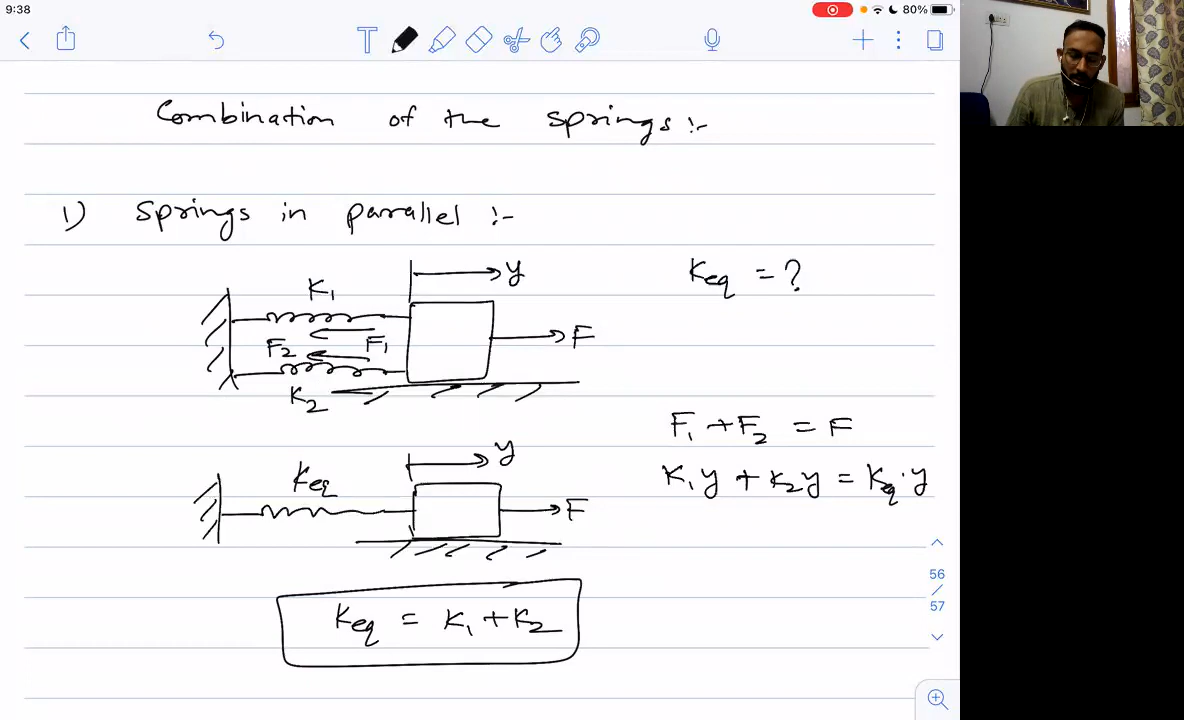 9:38
80%
T
Combination of the springs :-
1) Springs in parallel :-
K1
y
Keq = ?
F2
F1
F
K2
F1 + F2 = F
K1y + K2y = Keq.y
Keq
y
F
56
57
Keq = K1 + K2